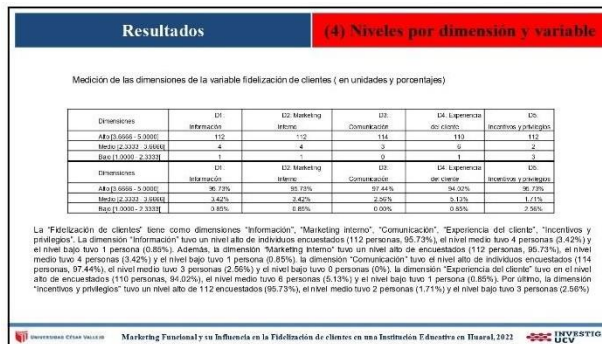 Resultados
(4) Niveles por dimensión y variable
Medición de las dimensiones de la variable fidelización de clientes ( en unidades y porcentajes)
Dimensiones D1: Información D2: Marketing Interno D3: Comunicación D4: Experiencia del cliente D5: Incentivos y privilegios
Alto [3.6666 - 5.0000] 112 112 114 110 112
Medio [2.3333 - 3.6666[ 4 4 3 6 2
Bajo [1.0000 - 2.3333[ 1 1 0 1 3
Dimensiones D1: Información D2: Marketing Interno D3: Comunicación D4: Experiencia del cliente D5: Incentivos y privilegios
Alto [3.6666 - 5.0000] 95.73% 95.73% 97.44% 94.02% 95.73%
Medio [2.3333 - 3.6666[ 3.42% 3.42% 2.56% 5.13% 1.71%
Bajo [1.0000 - 2.3333[ 0.85% 0.85% 0.00% 0.85% 2.56%
La "Fidelización de clientes" tiene como dimensiones "Información", "Marketing interno", "Comunicación", "Experiencia del cliente", "Incentivos y
privilegios". La dimensión "Información" tuvo un nivel alto de individuos encuestados (112 personas, 95.73%), el nivel medio tuvo 4 personas (3.42%) y
el nivel bajo tuvo 1 persona (0.85%). Además, la dimensión "Marketing interno" tuvo un nivel alto de encuestados (112 personas, 95.73%), el nivel
medio tuvo 4 personas (3.42%) y el nivel bajo tuvo 1 persona (0.85%). la dimensión "Comunicación" tuvo el nivel alto de individuos encuestados (114
personas, 97.44%), el nivel medio tuvo 3 personas (2.56%) y el nivel bajo tuvo 0 personas (0%). la dimensión "Experiencia del cliente" tuvo en el nivel
alto de encuestados (110 personas, 94.02%), el nivel medio tuvo 6 personas (5.13%) y el nivel bajo tuvo 1 persona (0.85%). Por último, la dimensión
"Incentivos y privilegios" tuvo un nivel alto de 112 encuestados (95.73%), el nivel medio tuvo 2 personas (1.71%) y el nivel bajo tuvo 3 personas (2.56%)
UNIVERSIDAD CÉSAR VALLEJO
Marketing Funcional y su Influencia en la Fidelización de clientes en una Institución Educativa en Huaral, 2022
INVESTIGA
UCV